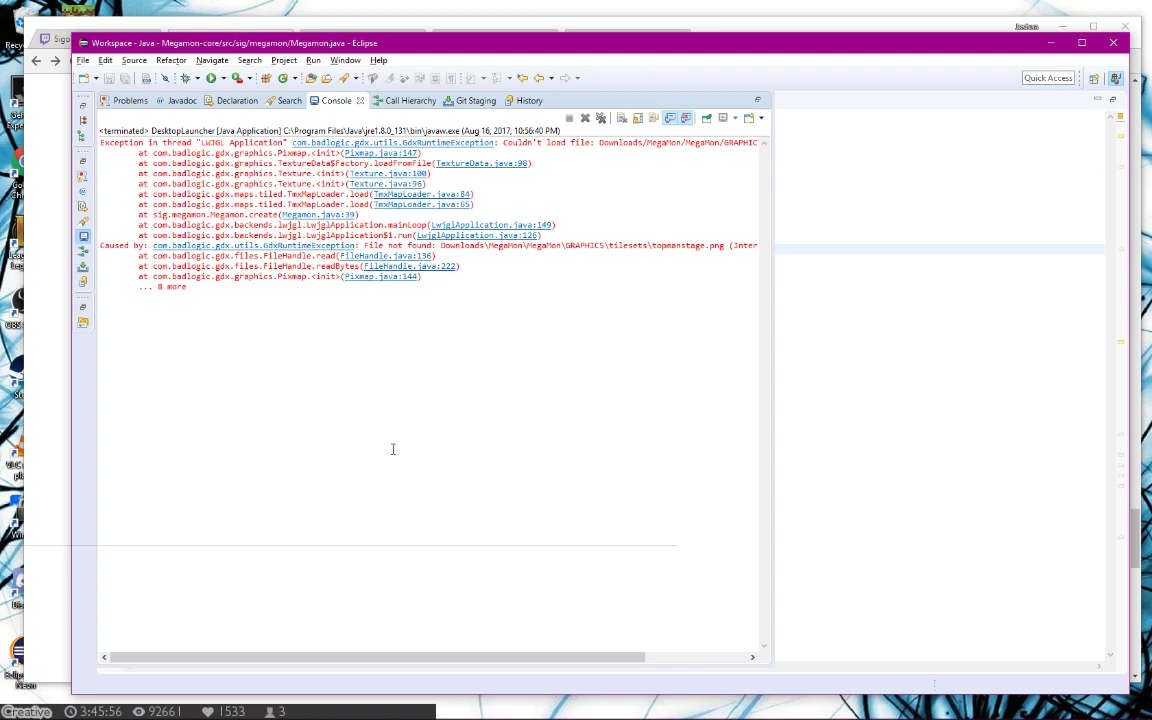 Joshua
Sigo
Workspace - Java - Megamon-core/src/sig/megamon/Megamon.java - Eclipse
File Edit Source Refactor Navigate Search Project Run Window Help
Quick Access
Problems Javadoc Declaration Search Console Call Hierarchy Git Staging History
<terminated> DesktopLauncher [Java Application] C:\Program Files\Java\jre1.8.0_131\bin\javaw.exe (Aug 16, 2017, 10:56:40 PM)
Exception in thread "LWJGL Application" com.badlogic.gdx.utils.GdxRuntimeException: Couldn't load file: Downloads/MegaMon/MegaMon/GRAPHIC
at com.badlogic.gdx.graphics.Pixmap.<init>(Pixmap.java:147)
at com.badlogic.gdx.graphics.TextureData$Factory.loadFromFile(TextureData.java:98)
at com.badlogic.gdx.graphics.Texture.<init>(Texture.java:100)
at com.badlogic.gdx.graphics.Texture.<init>(Texture.java:96)
at com.badlogic.gdx.maps.tiled.TmxMapLoader.load(TmxMapLoader.java:84)
at com.badlogic.gdx.maps.tiled.TmxMapLoader.load(TmxMapLoader.java:65)
at sig.megamon.Megamon.create(Megamon.java:39)
at com.badlogic.gdx.backends.lwjgl.LwjglApplication.mainLoop(LwjglApplication.java:149)
at com.badlogic.gdx.backends.lwjgl.LwjglApplication$1.run(LwjglApplication.java:126)
Caused by: com.badlogic.gdx.utils.GdxRuntimeException: File not found: Downloads\MegaMon\MegaMon\GRAPHICS\tilesets\topmanstage.png (Inter
at com.badlogic.gdx.files.FileHandle.read(FileHandle.java:136)
at com.badlogic.gdx.files.FileHandle.readBytes(FileHandle.java:222)
at com.badlogic.gdx.graphics.Pixmap.<init>(Pixmap.java:144)
... 8 more
Creative 3:45:56 92661 1533 3